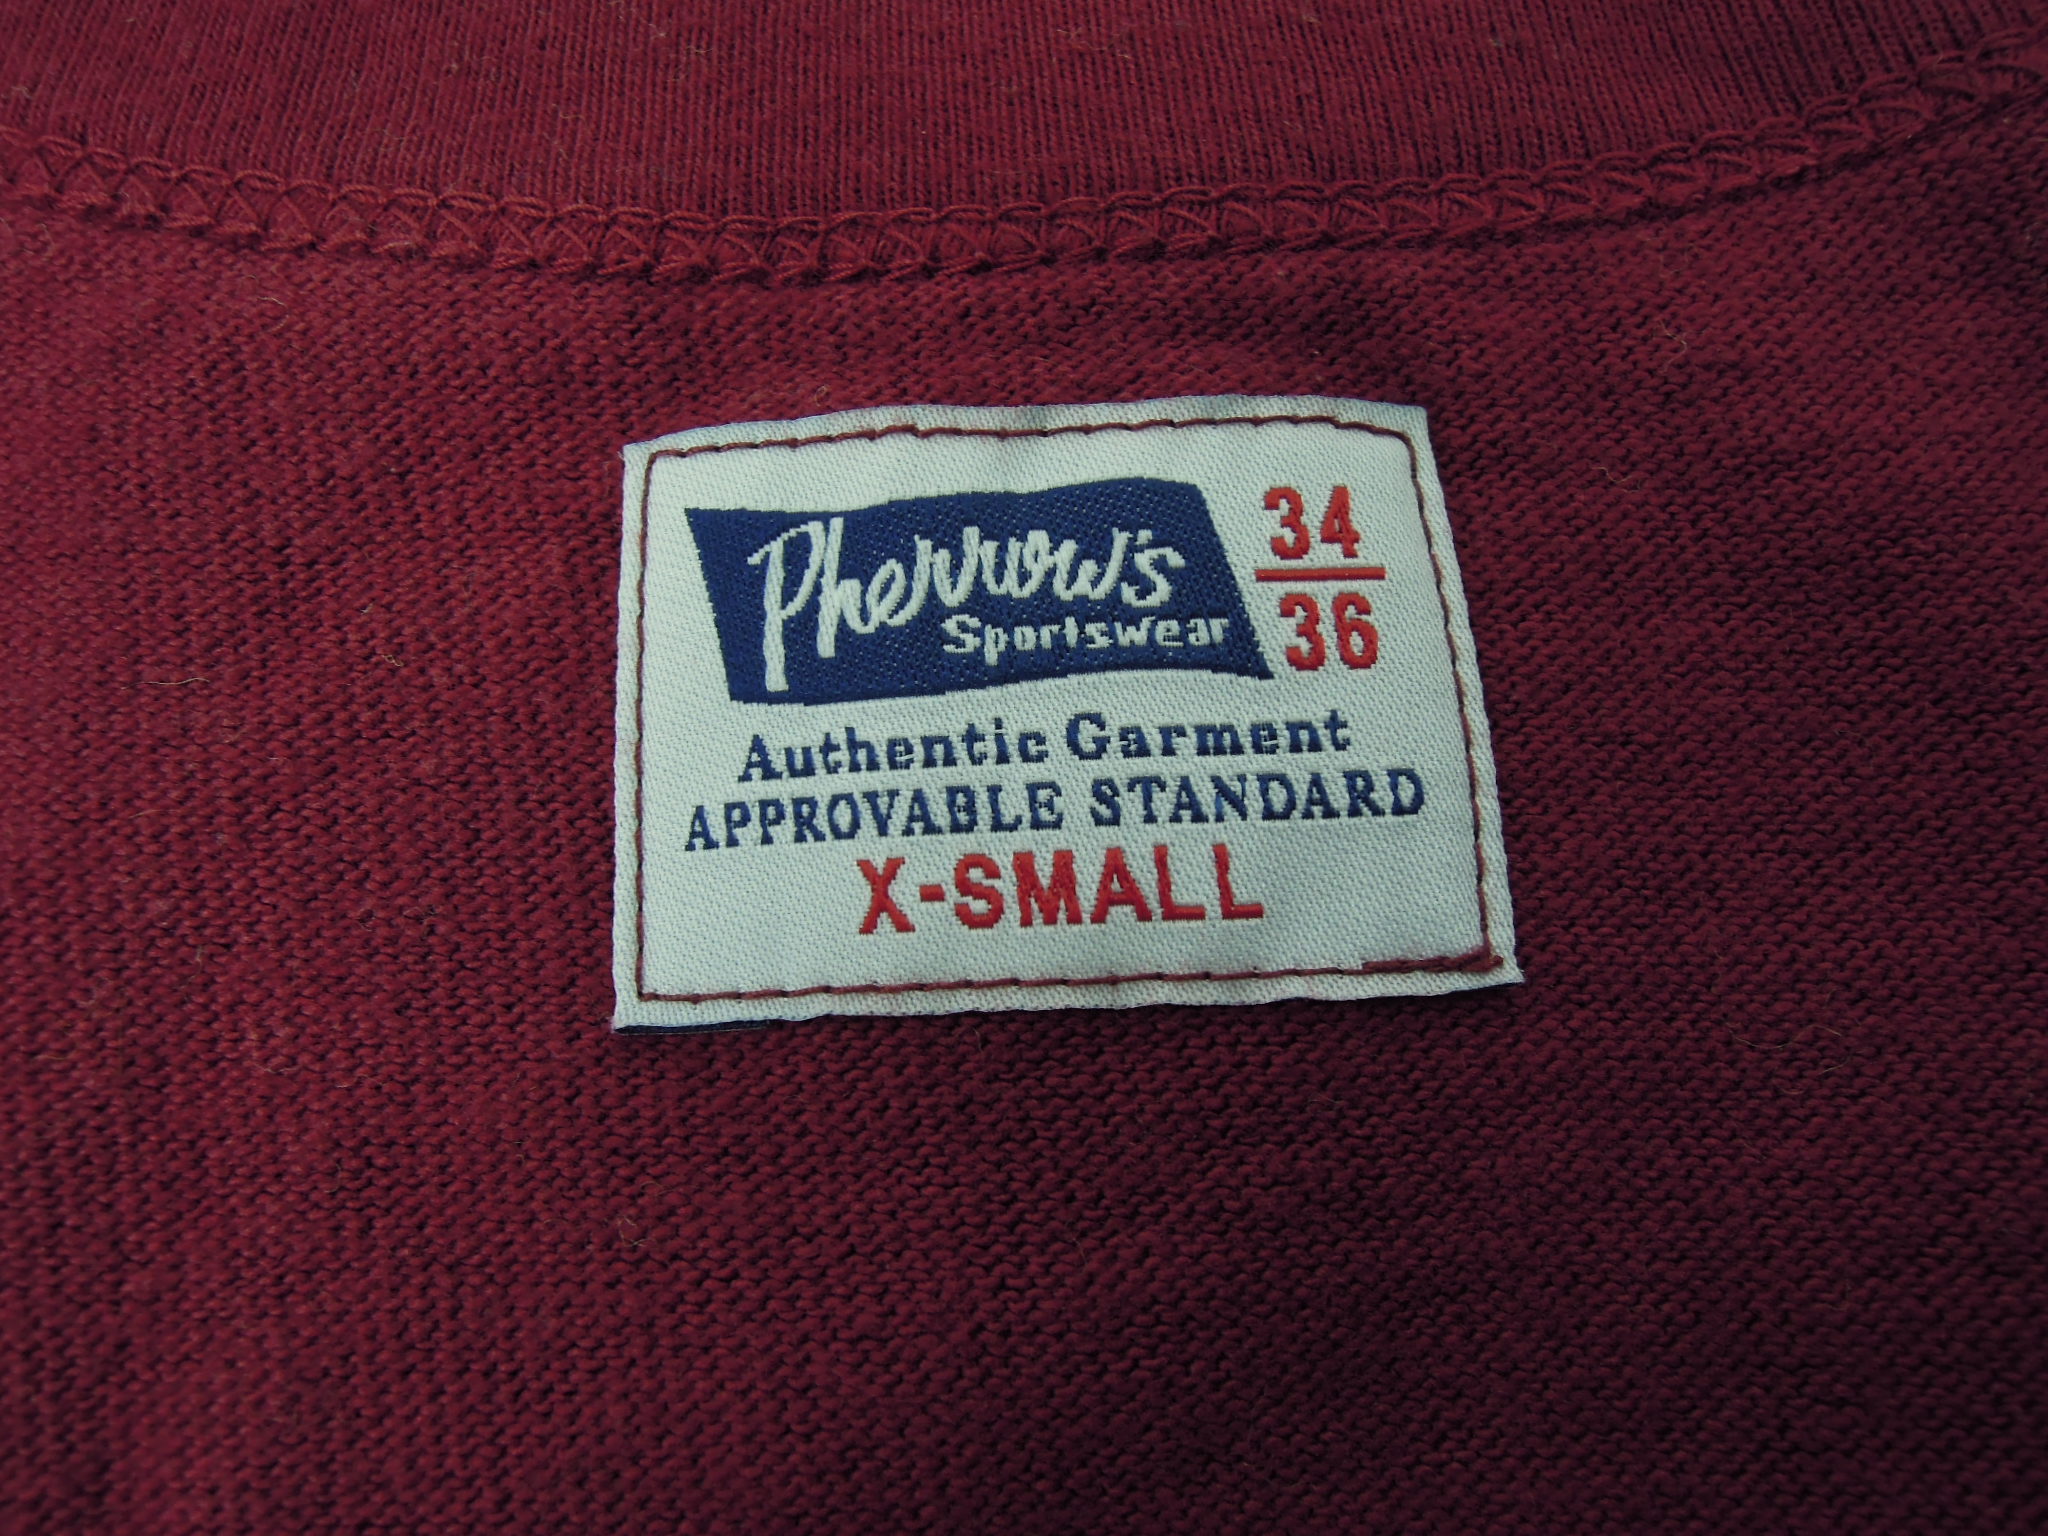 Pherrow's
Sportswear
34
36
Authentic Garment
APPROVABLE STANDARD
X-SMALL